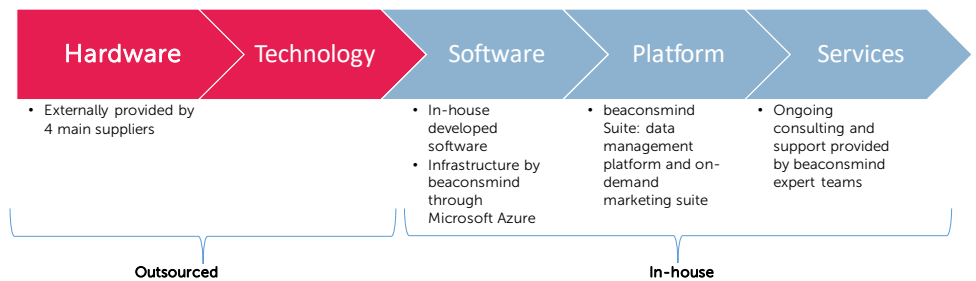 Hardware
Technology
Software
Platform
Services
• Externally provided by
4 main suppliers
• In-house
developed
software
• Infrastructure by
beaconsmind
through
Microsoft Azure
• beaconsmind
Suite: data
management
platform and on-
demand
marketing suite
• Ongoing
consulting and
support provided
by beaconsmind
expert teams
Outsourced
In-house